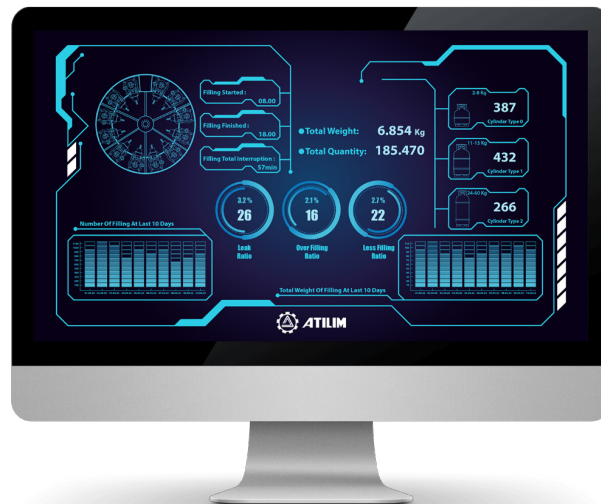 Filling Started :
08.00
Filling Finished :
18.00
Filling Total Interruption :
57min
Total Weight: 6.854 Kg
Total Quantity: 185.470
2-8 Kg
387
Cylinder Type 0
11-15 Kg
432
Cylinder Type 1
24-60 Kg
266
Cylinder Type 2
3.2 %
26
Leak
Ratio
2.1 %
16
Over Filling
Ratio
2.7 %
22
Less Filling
Ratio
Number Of Filling At Last 10 Days
Total Weight Of Filling At Last 10 Days
ATILIM